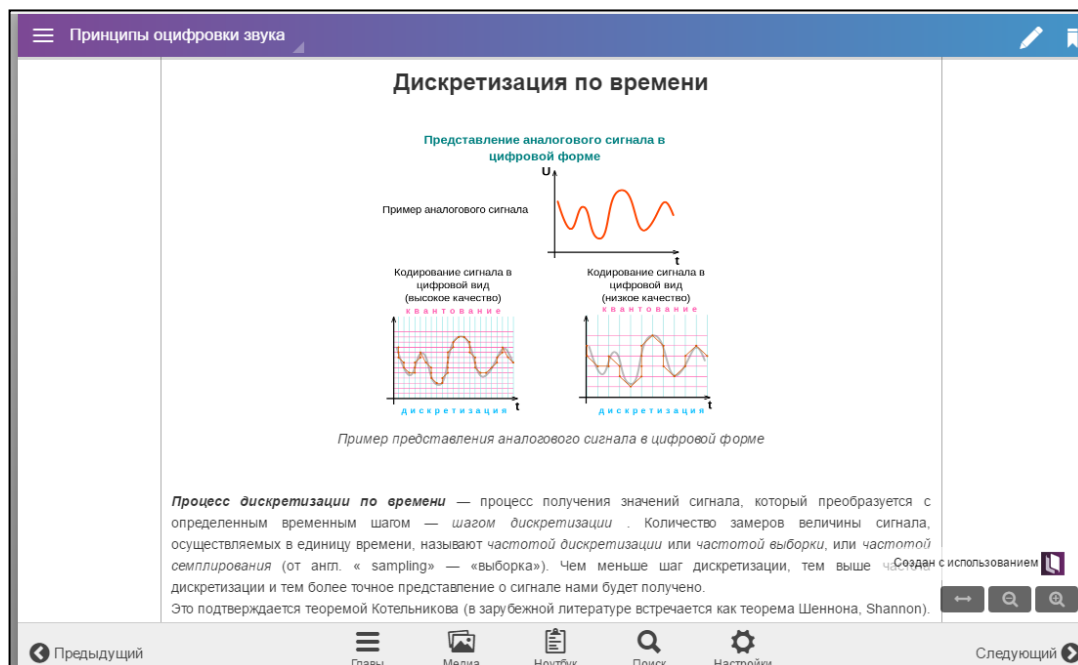 Принципы оцифровки звука
Дискретизация по времени
Представление аналогового сигнала в
цифровой форме
U
Пример аналогового сигнала
t
Кодирование сигнала в
цифровой вид
(высокое качество)
квантование
дискретизация
t
Кодирование сигнала в
цифровой вид
(низкое качество)
квантование
дискретизация
t
Пример представления аналогового сигнала в цифровой форме
Процесс дискретизации по времени — процесс получения значений сигнала, который преобразуется с
определенным временным шагом — шагом дискретизации . Количество замеров величины сигнала,
осуществляемых в единицу времени, называют частотой дискретизации или частотой выборки, или частотой
семплирования (от англ. « sampling» — «выборка»). Чем меньше шаг дискретизации, тем выше
дискретизации и тем более точное представление о сигнале нами будет получено.
Это подтверждается теоремой Котельникова (в зарубежной литературе встречается как теорема Шеннона, Shannon).
Создан с использованием
Предыдущий
Главы
Медиа
Ноутбук
Поиск
Настройки
Следующий